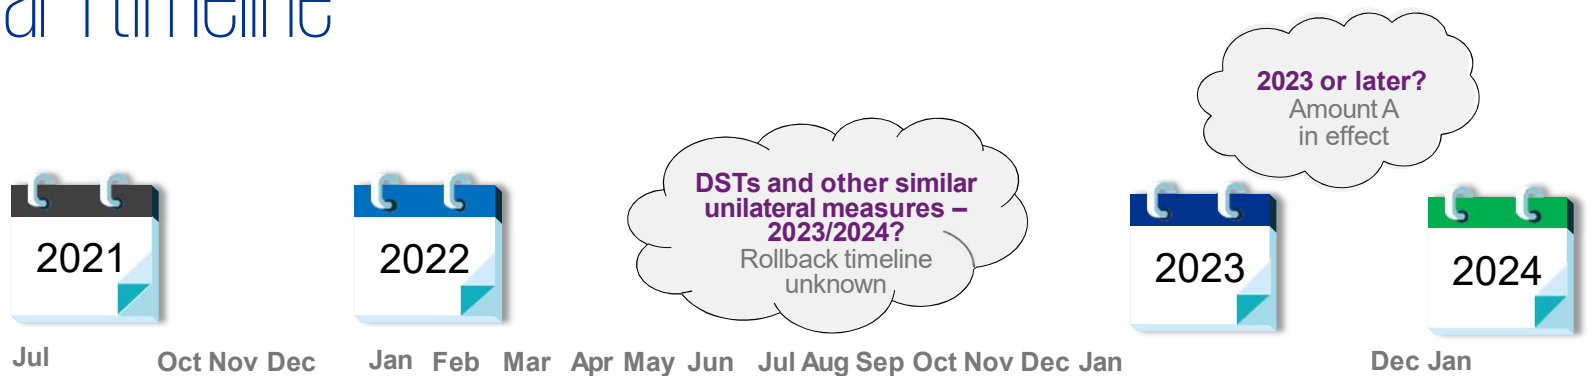 timeline
2023 or later?
Amount A
in effect
DSTs and other similar
unilateral measures –
2023/2024?
Rollback timeline
unknown
2021
2022
2023
2024
Jul Oct Nov Dec Jan Feb Mar Apr May Jun Jul Aug Sep Oct Nov Dec Jan Dec Jan